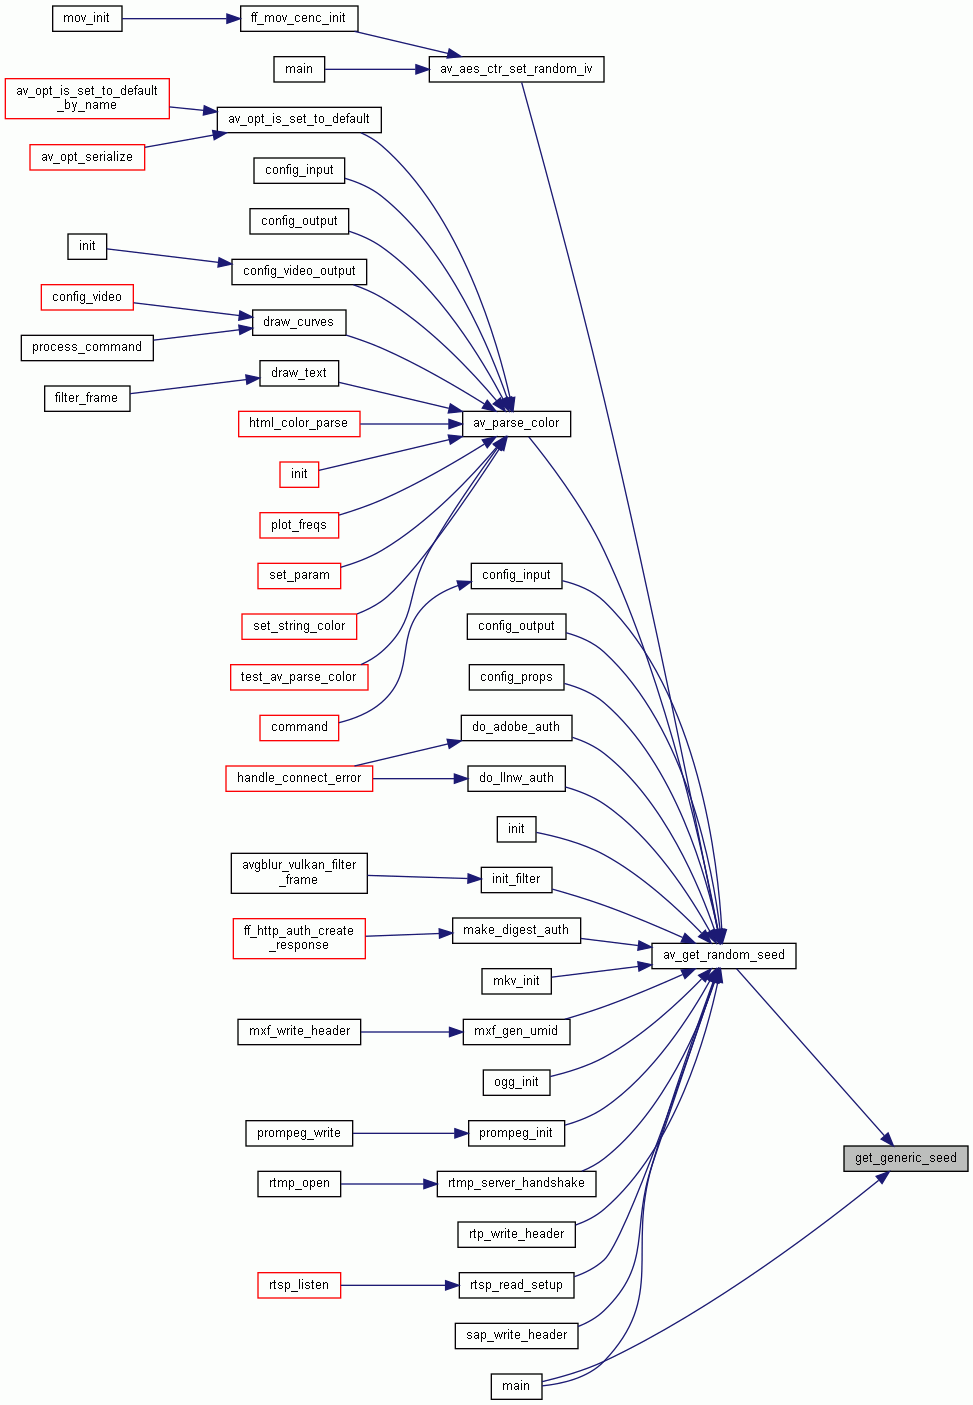 mov_init
ff_mov_cenc_init
main
av_aes_ctr_set_random_iv
av_opt_is_set_to_default
_by_name
av_opt_is_set_to_default
av_opt_serialize
config_input
config_output
init
config_video_output
config_video
draw_curves
process_command
draw_text
filter_frame
html_color_parse
av_parse_color
init
plot_freqs
set_param
config_input
set_string_color
config_output
test_av_parse_color
config_props
command
do_adobe_auth
handle_connect_error
do_llnw_auth
init
avgblur_vulkan_filter
_frame
init_filter
ff_http_auth_create
_response
make_digest_auth
av_get_random_seed
mkv_init
mxf_write_header
mxf_gen_umid
ogg_init
prompeg_write
prompeg_init
get_generic_seed
rtmp_open
rtmp_server_handshake
rtp_write_header
rtsp_listen
rtsp_read_setup
sap_write_header
main